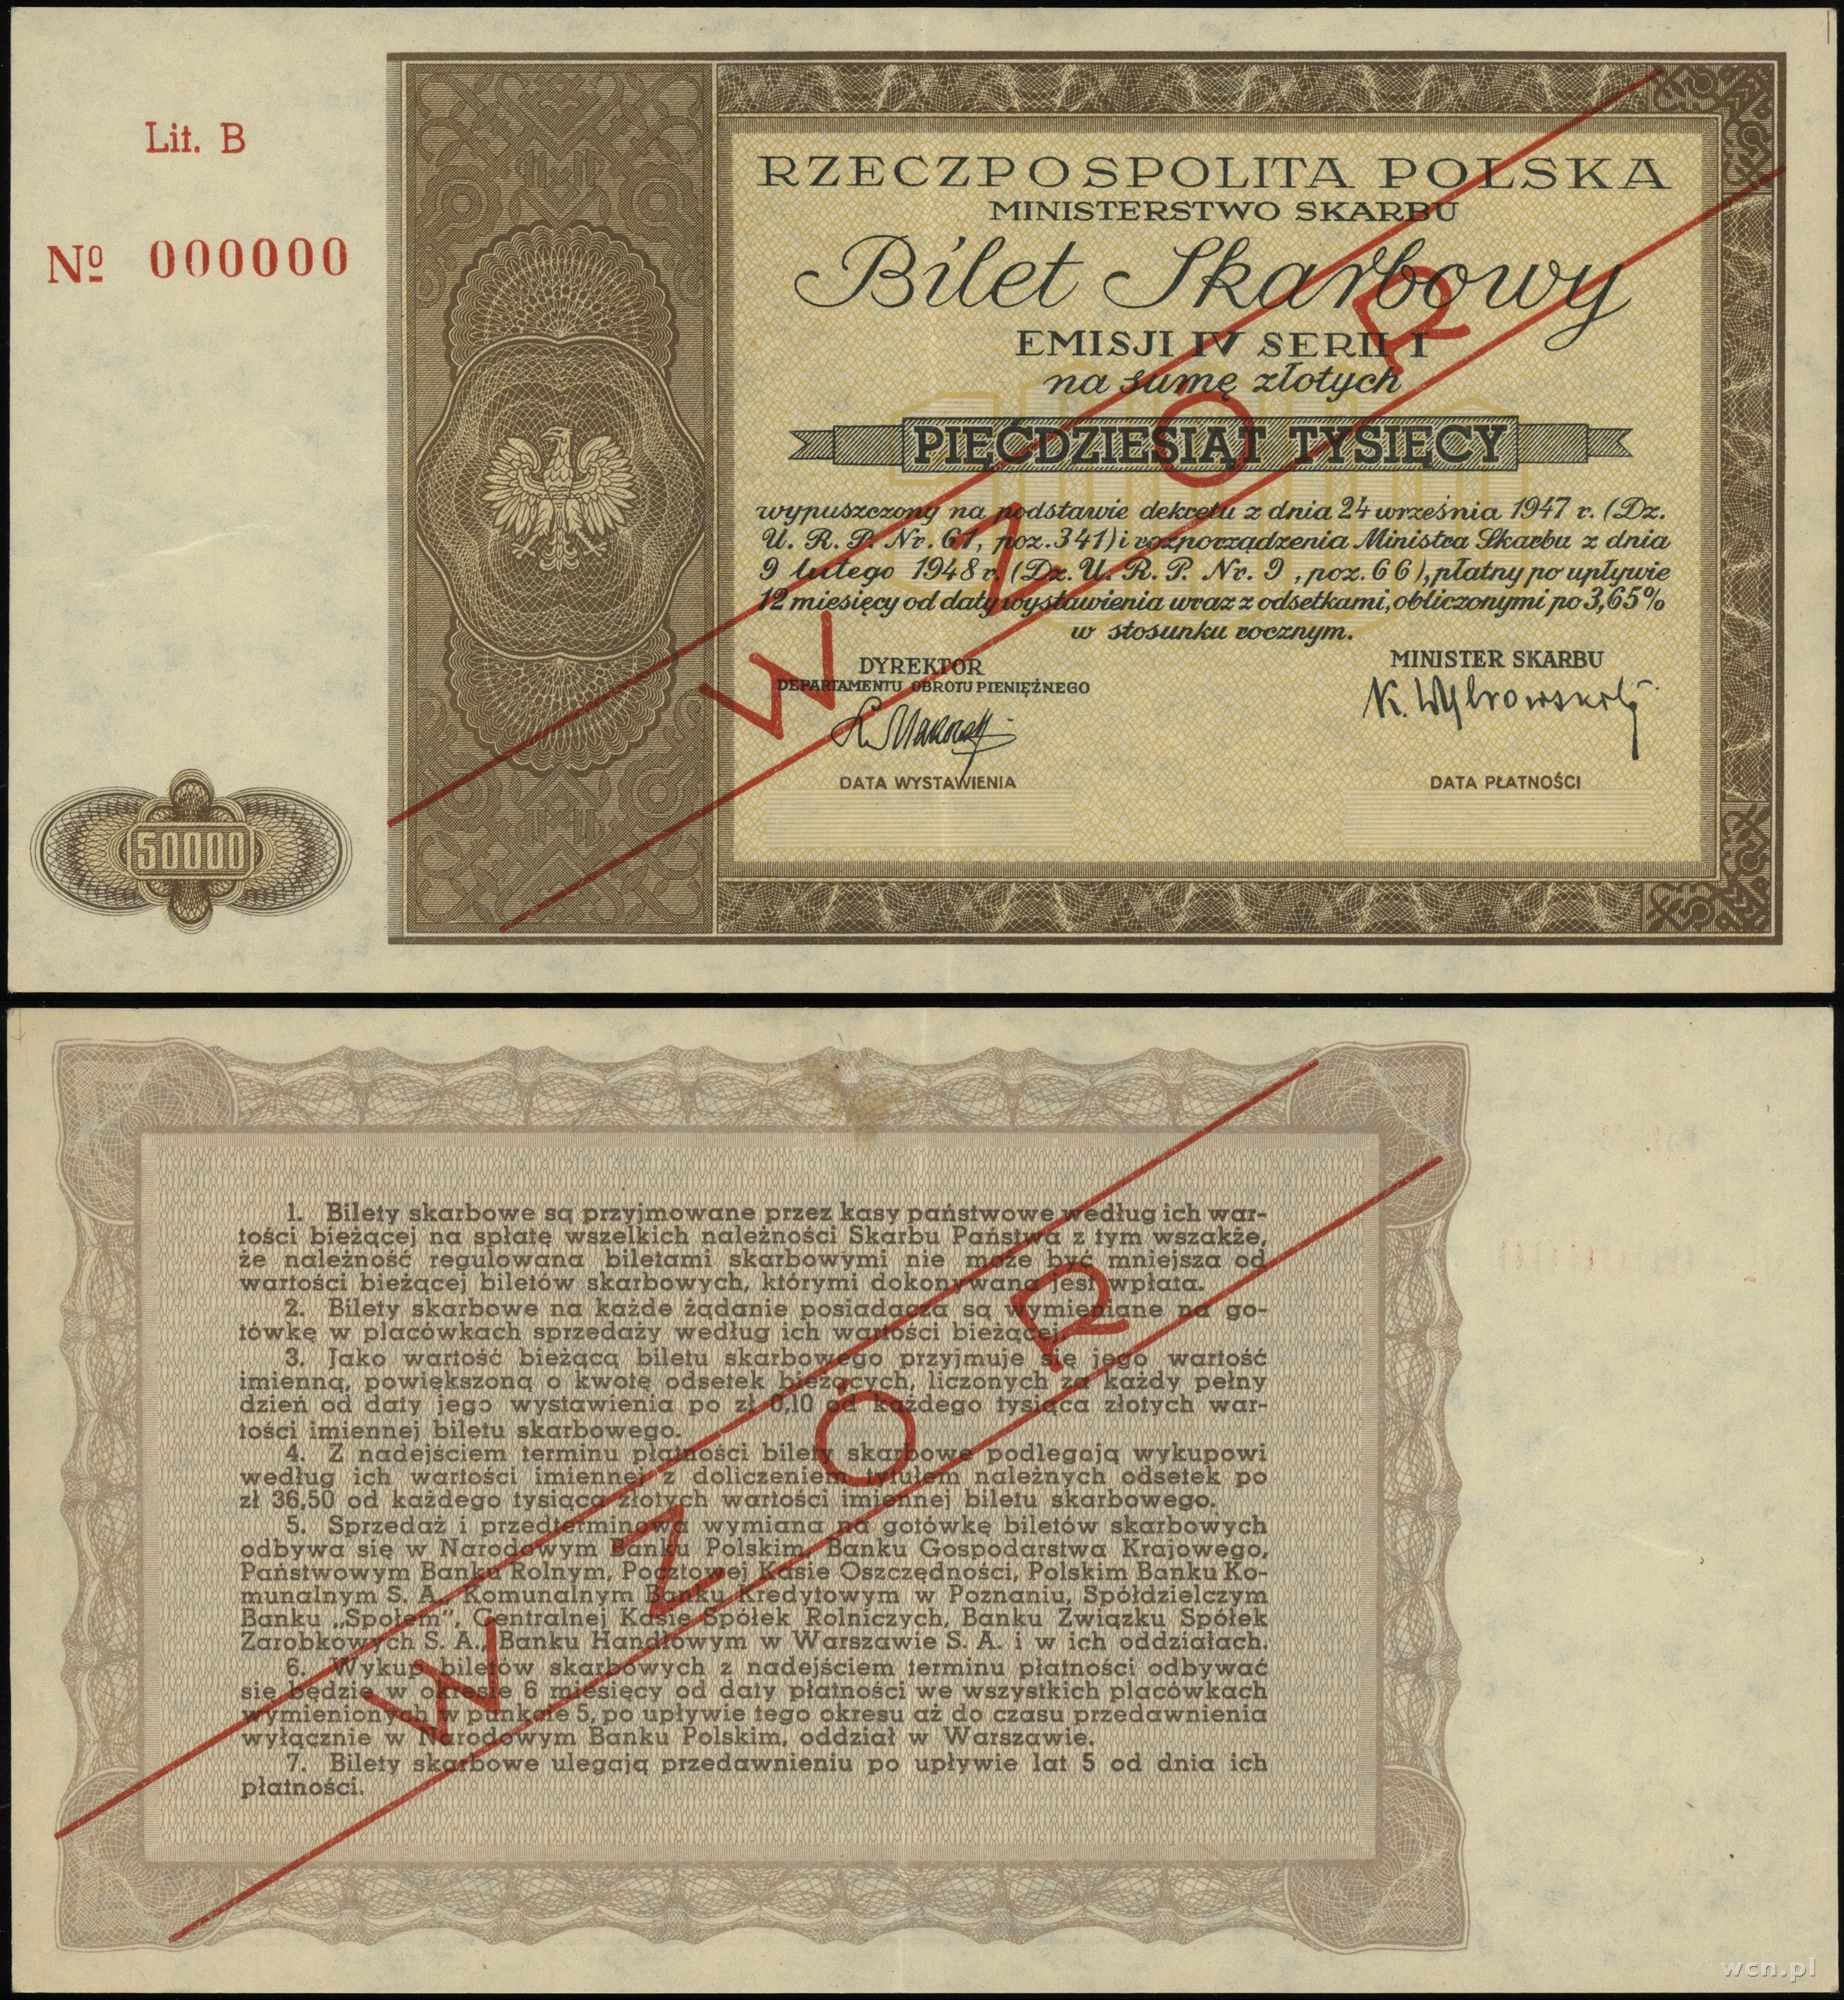 Lit. B
Nº 000000
50000
RZECZPOSPOLITA POLSKA
MINISTERSTWO SKARBU
Bilet Skarbowy
EMISJI IV SERII I
na sumę złotych
PIĘĆDZIESIĄT TYSIĘCY
wypuszczony na podstawie dekretu z dnia 24 września 1947 r. (Dz.
U. R. P. Nr. 61, poz. 341) i rozporządzenia Ministra Skarbu z dnia
9 lutego 1948 r. (Dz. U. R. P. Nr. 9, poz. 66), płatny po upływie
12 miesięcy od daty wystawienia wraz z odsetkami, obliczonymi po 3,65%
w stosunku rocznym.
DYREKTOR
DEPARTAMENTU OBROTU PIENIĘŻNEGO
MINISTER SKARBU
DATA WYSTAWIENIA
DATA PŁATNOŚCI
WZÓR
1. Bilety skarbowe są przyjmowane przez kasy państwowe według ich war-
tości bieżącej na spłatę wszelkich należności Skarbu Państwa z tym wszakże,
że należność regulowana biletami skarbowymi nie może być mniejsza od
wartości bieżącej biletów skarbowych, którymi dokonywana jest wpłata.
2. Bilety skarbowe na każde żądanie posiadacza są wymieniane na go-
tówkę w placówkach sprzedaży według ich wartości bieżącej.
3. Jako wartość bieżącą biletu skarbowego przyjmuje się jego wartość
imienną, powiększoną o kwotę odsetek bieżących, liczonych za każdy pełny
dzień od daty jego wystawienia po zł 0,10 od każdego tysiąca złotych war-
tości imiennej biletu skarbowego.
4. Z nadejściem terminu płatności bilety skarbowe podlegają wykupowi
według ich wartości imiennej z doliczeniem tytułem należnych odsetek po
zł 36,50 od każdego tysiąca złotych wartości imiennej biletu skarbowego.
5. Sprzedaż i przedterminowa wymiana na gotówkę biletów skarbowych
odbywa się w Narodowym Banku Polskim, Banku Gospodarstwa Krajowego,
Państwowym Banku Rolnym, Pocztowej Kasie Oszczędności, Polskim Banku Ko-
munalnym S. A., Komunalnym Banku Kredytowym w Poznaniu, Spółdzielczym
Banku „Społem", Centralnej Kasie Spółek Rolniczych, Banku Związku Spółek
Zarobkowych S. A., Banku Handlowym w Warszawie S. A. i w ich oddziałach.
6. Wykup biletów skarbowych z nadejściem terminu płatności odbywać
się będzie w okresie 6 miesięcy od daty płatności we wszystkich placówkach
wymienionych w punkcie 5, po upływie tego okresu aż do czasu przedawnienia
wyłącznie w Narodowym Banku Polskim, oddział w Warszawie.
7. Bilety skarbowe ulegają przedawnieniu po upływie lat 5 od dnia ich
płatności.
WZÓR
wcn.pl